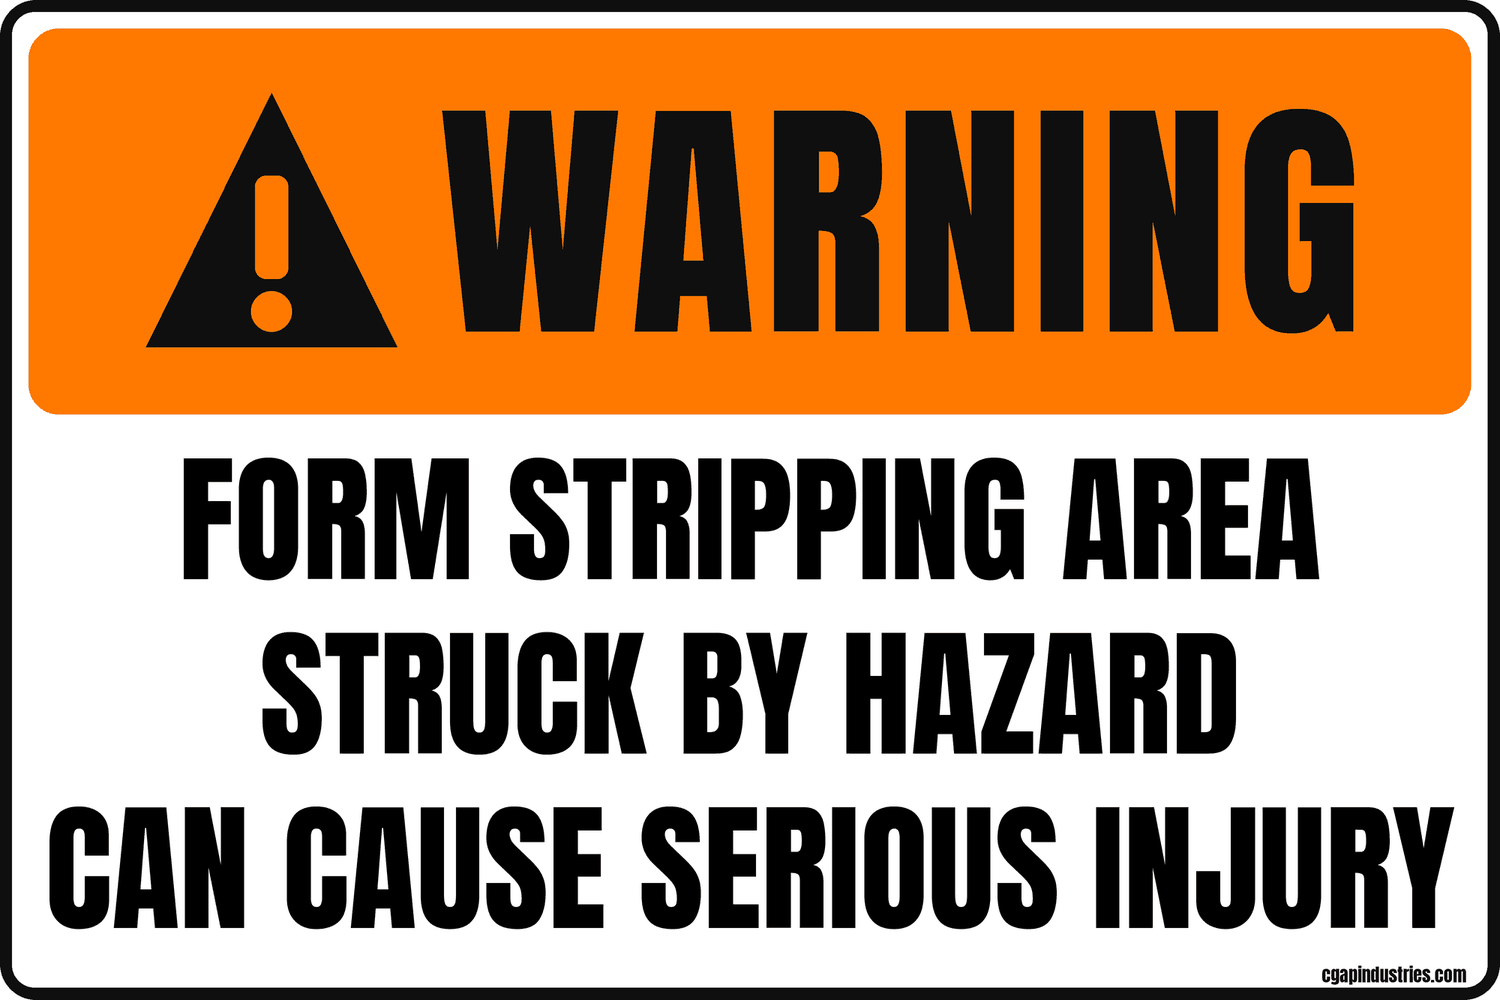 WARNING
FORM STRIPPING AREA
STRUCK BY HAZARD
CAN CAUSE SERIOUS INJURY
cgapindustries.com